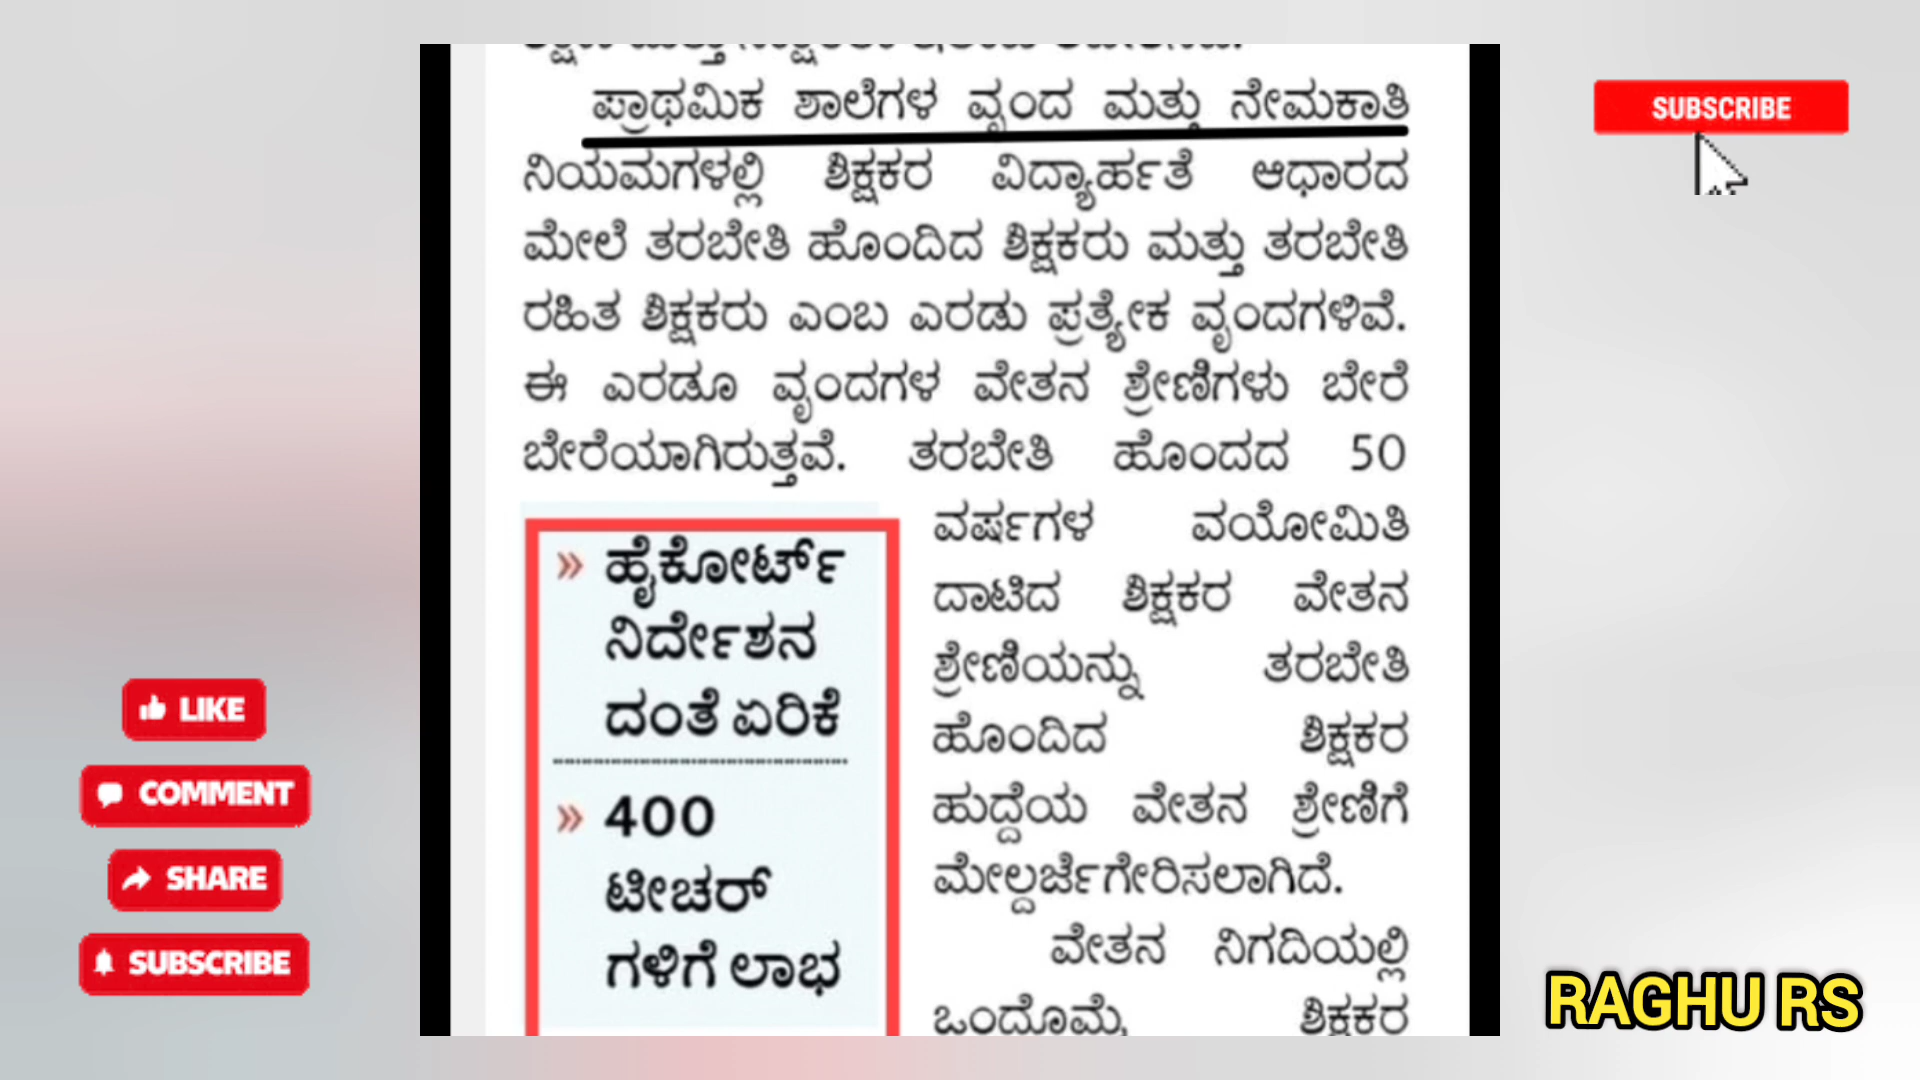 ಪ್ರಾಥಮಿಕ ಶಾಲೆಗಳ ವೃಂದ ಮತ್ತು ನೇಮಕಾತಿ
ನಿಯಮಗಳಲ್ಲಿ ಶಿಕ್ಷಕರ ವಿದ್ಯಾರ್ಹತೆ ಆಧಾರದ
ಮೇಲೆ ತರಬೇತಿ ಹೊಂದಿದ ಶಿಕ್ಷಕರು ಮತ್ತು ತರಬೇತಿ
ರಹಿತ ಶಿಕ್ಷಕರು ಎಂಬ ಎರಡು ಪ್ರತ್ಯೇಕ ವೃಂದಗಳಿವೆ.
ಈ ಎರಡೂ ವೃಂದಗಳ ವೇತನ ಶ್ರೇಣಿಗಳು ಬೇರೆ
ಬೇರೆಯಾಗಿರುತ್ತವೆ. ತರಬೇತಿ ಹೊಂದದ 50
ವರ್ಷಗಳ ವಯೋಮಿತಿ
ದಾಟಿದ ಶಿಕ್ಷಕರ ವೇತನ
ಶ್ರೇಣಿಯನ್ನು ತರಬೇತಿ
ಹೊಂದಿದ ಶಿಕ್ಷಕರ
ಹುದ್ದೆಯ ವೇತನ ಶ್ರೇಣಿಗೆ
ಮೇಲ್ದರ್ಜೆಗೇರಿಸಲಾಗಿದೆ.
ವೇತನ ನಿಗದಿಯಲ್ಲಿ
ಒಂದೊಮ್ಮೆ ಶಿಕ್ಷಕರ
» ಹೈಕೋರ್ಟ್
ನಿರ್ದೇಶನ
ದಂತೆ ಏರಿಕೆ
» 400
ಟೀಚರ್
ಗಳಿಗೆ ಲಾಭ
SUBSCRIBE
LIKE
COMMENT
SHARE
SUBSCRIBE
RAGHU RS